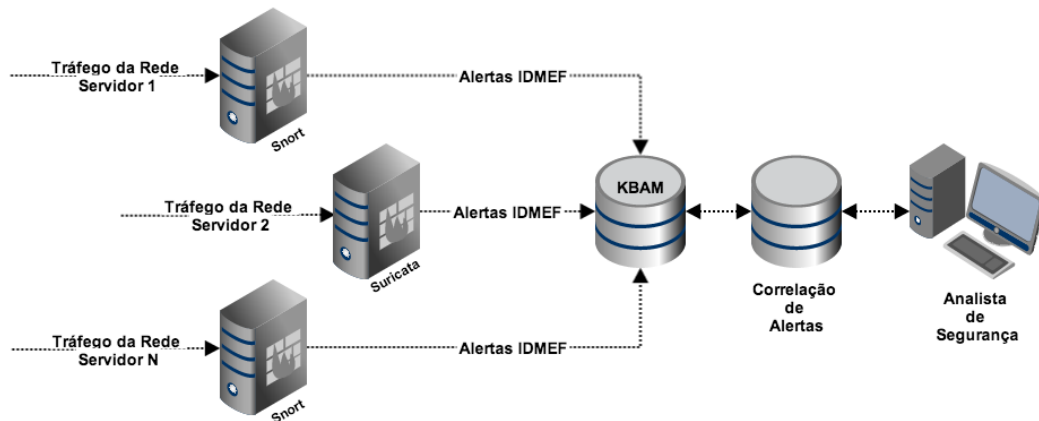 Tráfego da Rede
Servidor 1
Snort
Alertas IDMEF
Tráfego da Rede
Servidor 2
Suricata
Alertas IDMEF
KBAM
Correlação
de
Alertas
Analista
de
Segurança
Tráfego da Rede
Servidor N
Snort
Alertas IDMEF